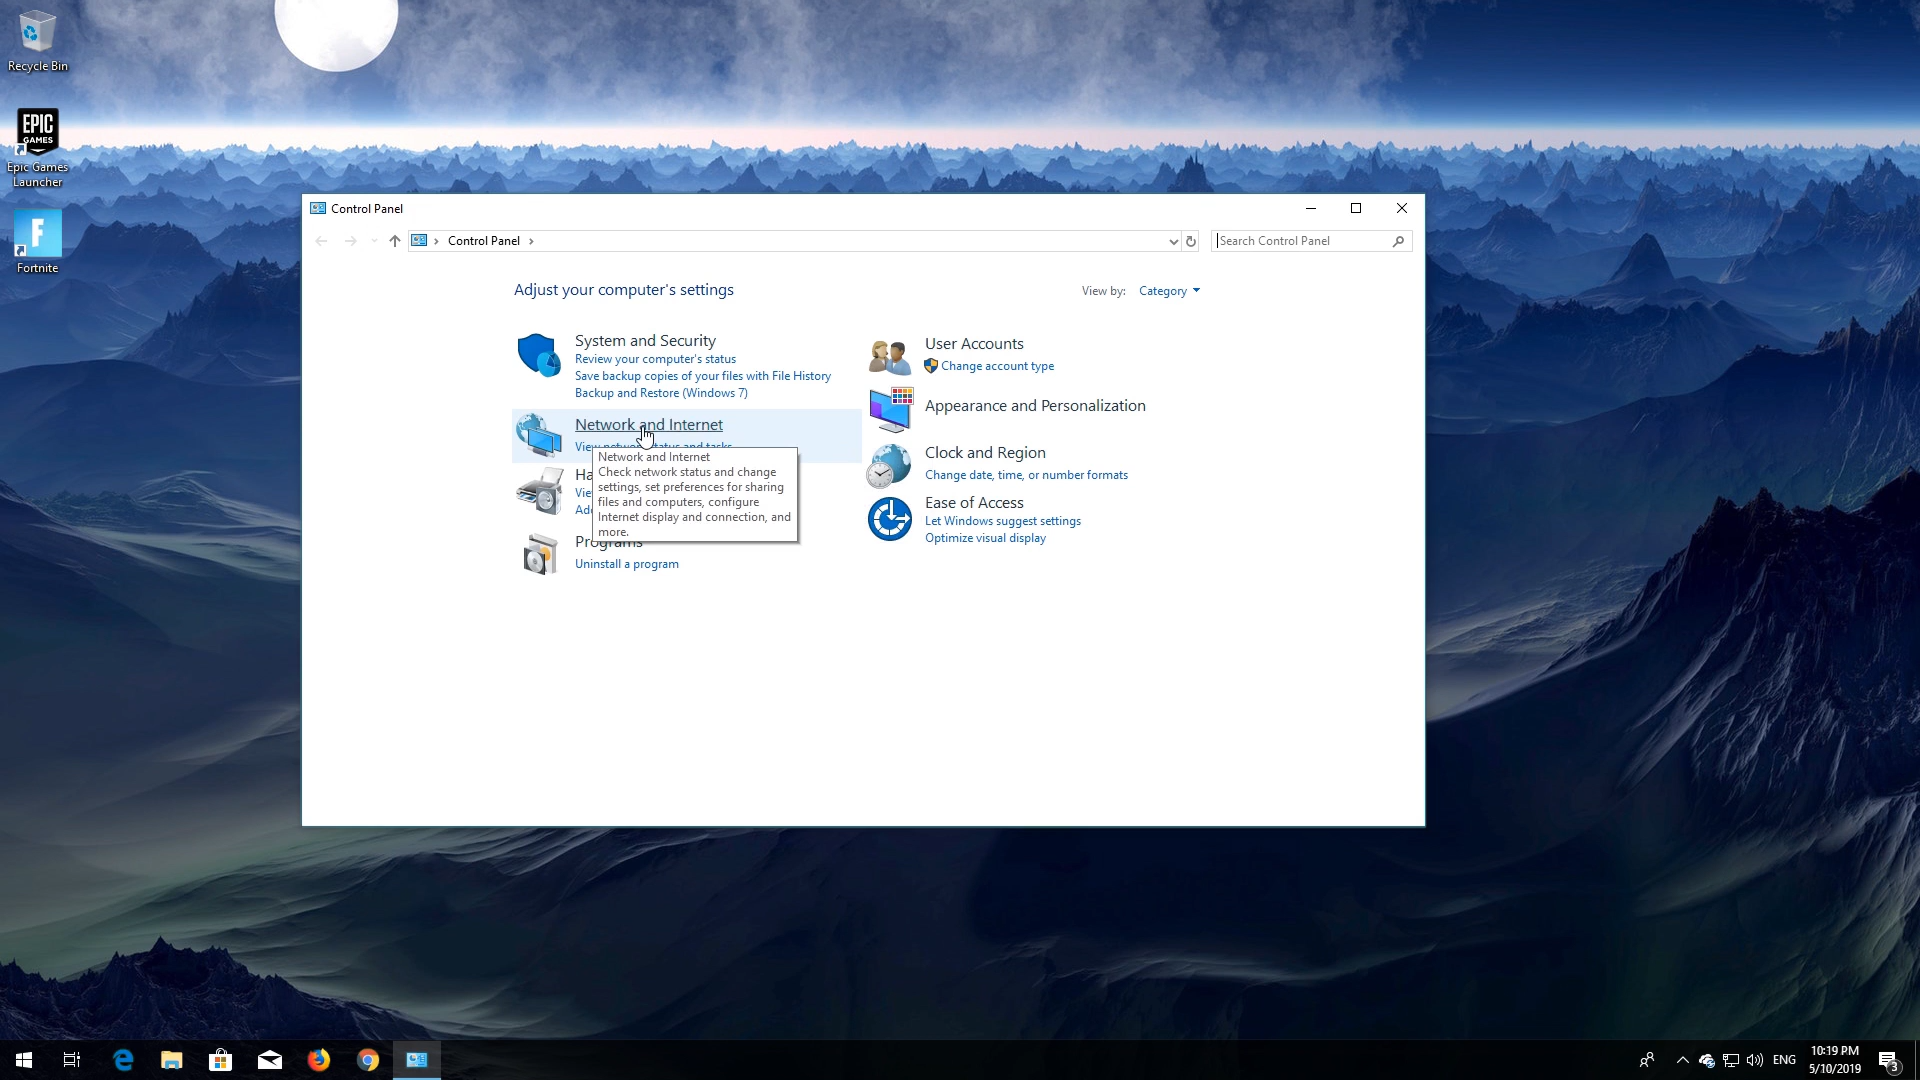 Recycle Bin
EPIC
GAMES
Epic Games
Launcher
F
Fortnite
Control Panel
Control Panel
Search Control Panel
Adjust your computer's settings
View by: Category
System and Security
Review your computer's status
Save backup copies of your files with File History
Backup and Restore (Windows 7)
Network and Internet
View network status and tasks
Network and Internet
Check network status and change
settings, set preferences for sharing
files and computers, configure
Internet display and connection, and
more.
Ha
Vie
Add
Programs
Uninstall a program
User Accounts
Change account type
Appearance and Personalization
Clock and Region
Change date, time, or number formats
Ease of Access
Let Windows suggest settings
Optimize visual display
ENG
10:19 PM
5/10/2019
3